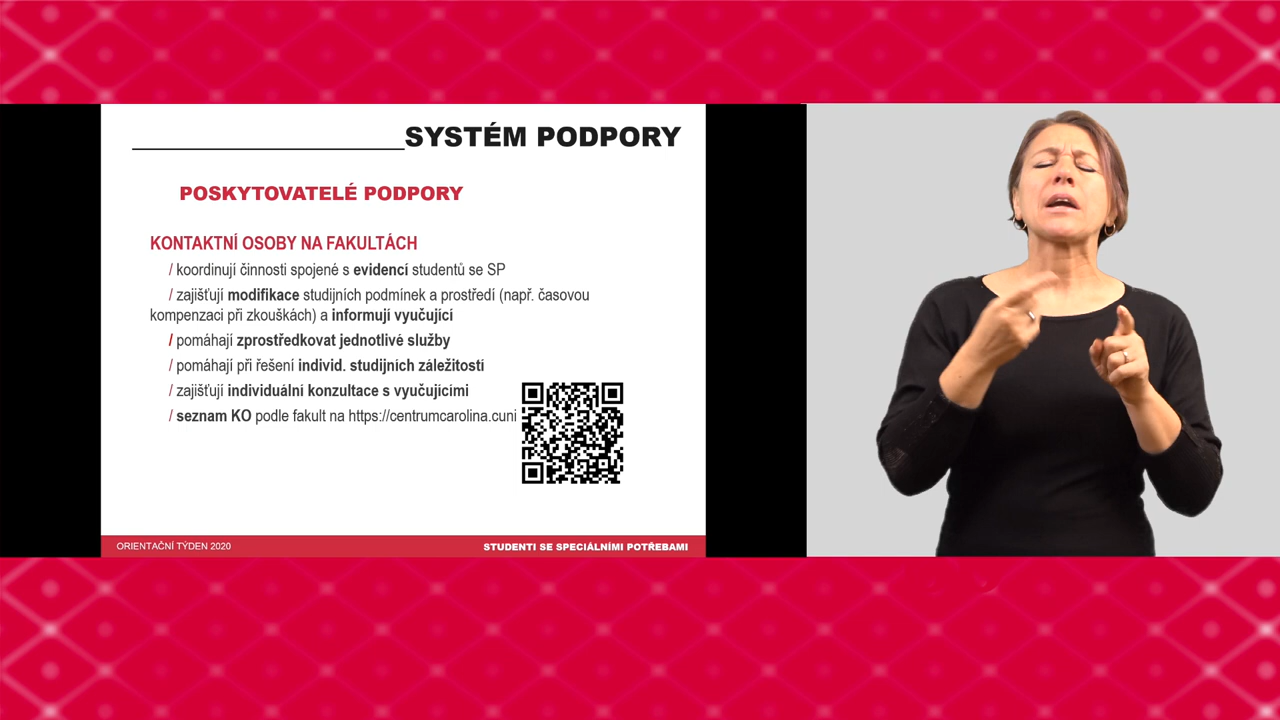 SYSTÉM PODPORY
POSKYTOVATELÉ PODPORY
KONTAKTNÍ OSOBY NA FAKULTÁCH
/ koordinují činnosti spojené s evidencí studentů se SP
/ zajišťují modifikace studijních podmínek a prostředí (např. časovou
kompenzaci při zkouškách) a informují vyučující
/ pomáhají zprostředkovat jednotlivé služby
/ pomáhají při řešení individ. studijních záležitostí
/ zajišťují individuální konzultace s vyučujícími
/ seznam KO podle fakult na https://centrumcarolina.cuni
ORIENTAČNÍ TÝDEN 2020
STUDENTI SE SPECIÁLNÍMI POTŘEBAMI